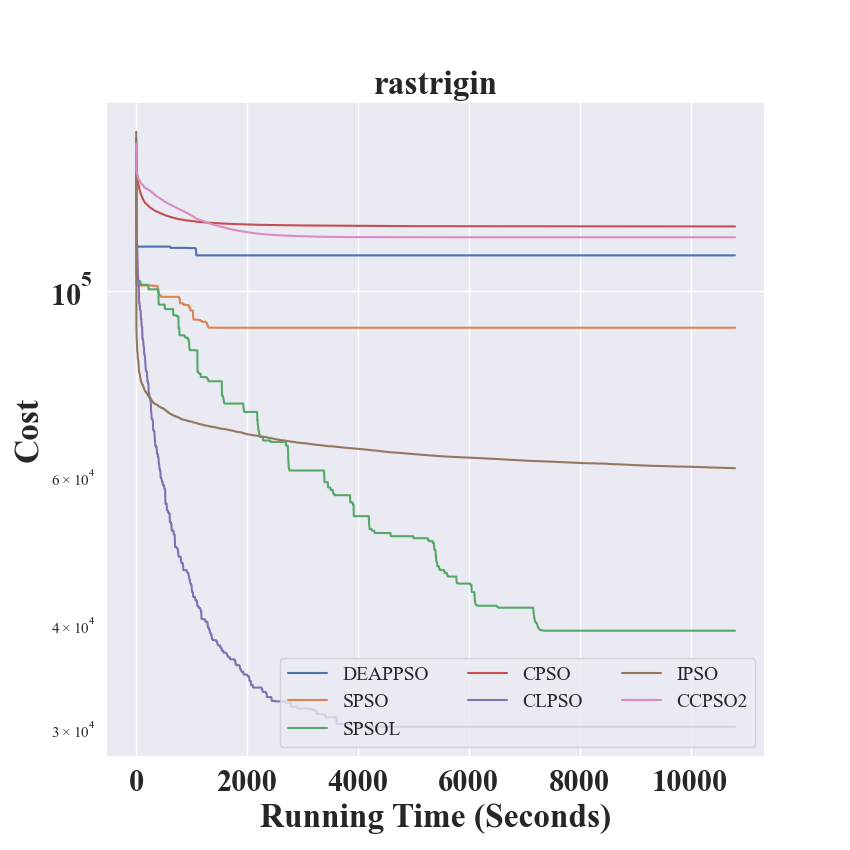 rastrigin
Cost
10^5
6 × 10^4
4 × 10^4
3 × 10^4
DEAPPSO CPSO IPSO
SPSO CLPSO CCPSO2
SPSOL
0 2000 4000 6000 8000 10000
Running Time (Seconds)